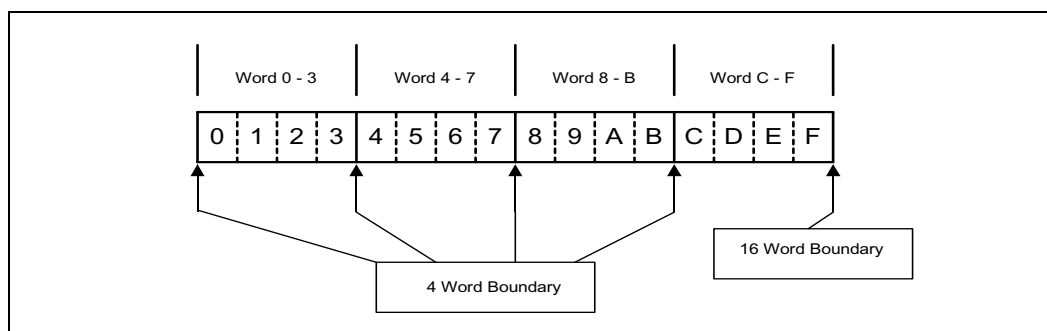 Word 0 - 3 Word 4 - 7 Word 8 - B Word C - F
0 1 2 3 4 5 6 7 8 9 A B C D E F
16 Word Boundary
4 Word Boundary